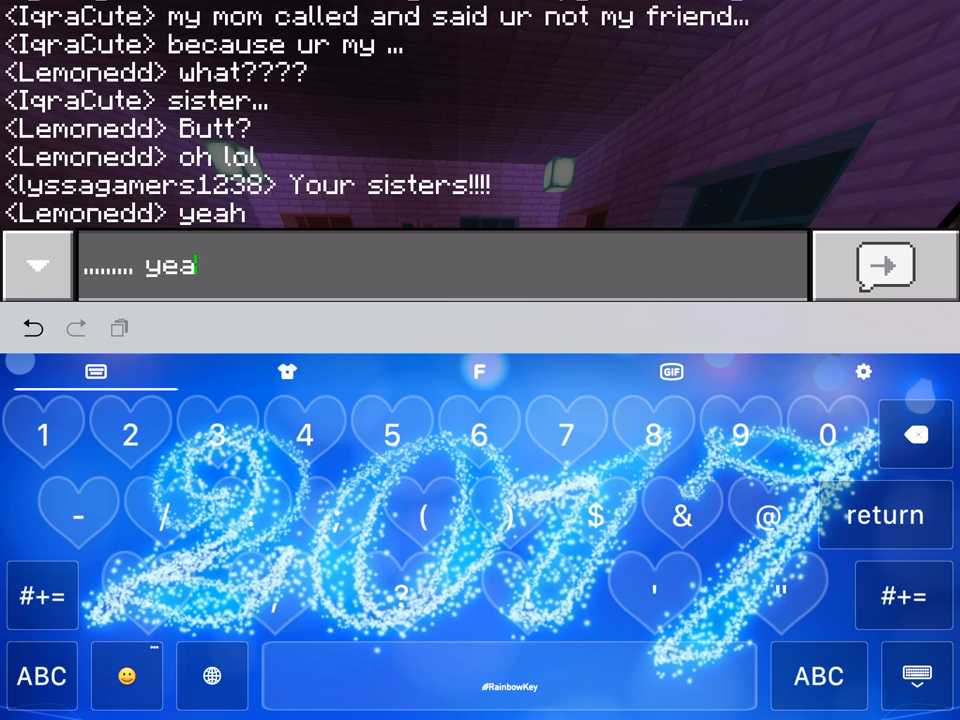 <IqraCute> my mom called and said ur not my friend...
<IqraCute> because ur my ...
<Lemonedd> what????
<IqraCute> sister...
<Lemonedd> Butt?
<Lemonedd> oh lol
<lyssagamers1238> Your sisters!!!!
<Lemonedd> yeah
......... yea
F GIF
1 2 3 4 5 6 7 8 9 0
2017
- / : ; ( ) $ & @ return
#+= . , ? ! ' " #+=
ABC #RainbowKey ABC